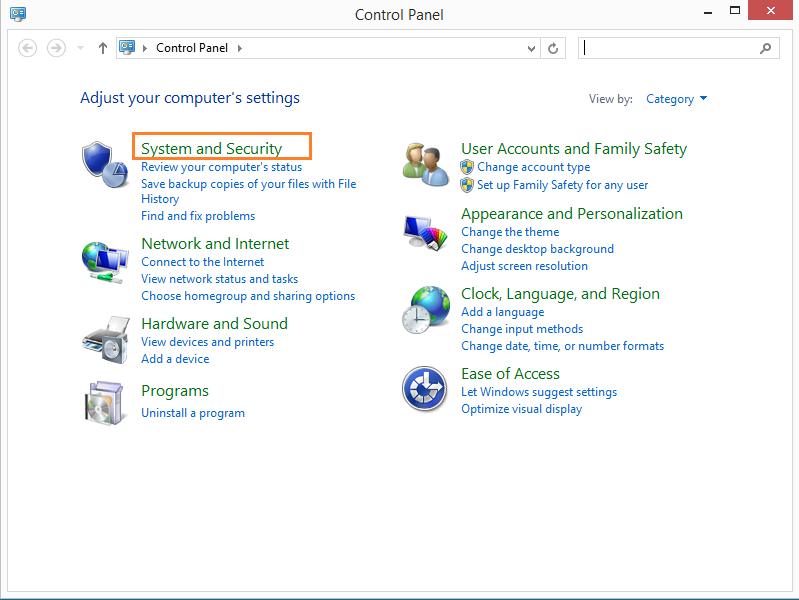 Control Panel
Control Panel
Adjust your computer's settings
View by: Category
System and Security
Review your computer's status
Save backup copies of your files with File
History
Find and fix problems
Network and Internet
Connect to the Internet
View network status and tasks
Choose homegroup and sharing options
Hardware and Sound
View devices and printers
Add a device
Programs
Uninstall a program
User Accounts and Family Safety
Change account type
Set up Family Safety for any user
Appearance and Personalization
Change the theme
Change desktop background
Adjust screen resolution
Clock, Language, and Region
Add a language
Change input methods
Change date, time, or number formats
Ease of Access
Let Windows suggest settings
Optimize visual display